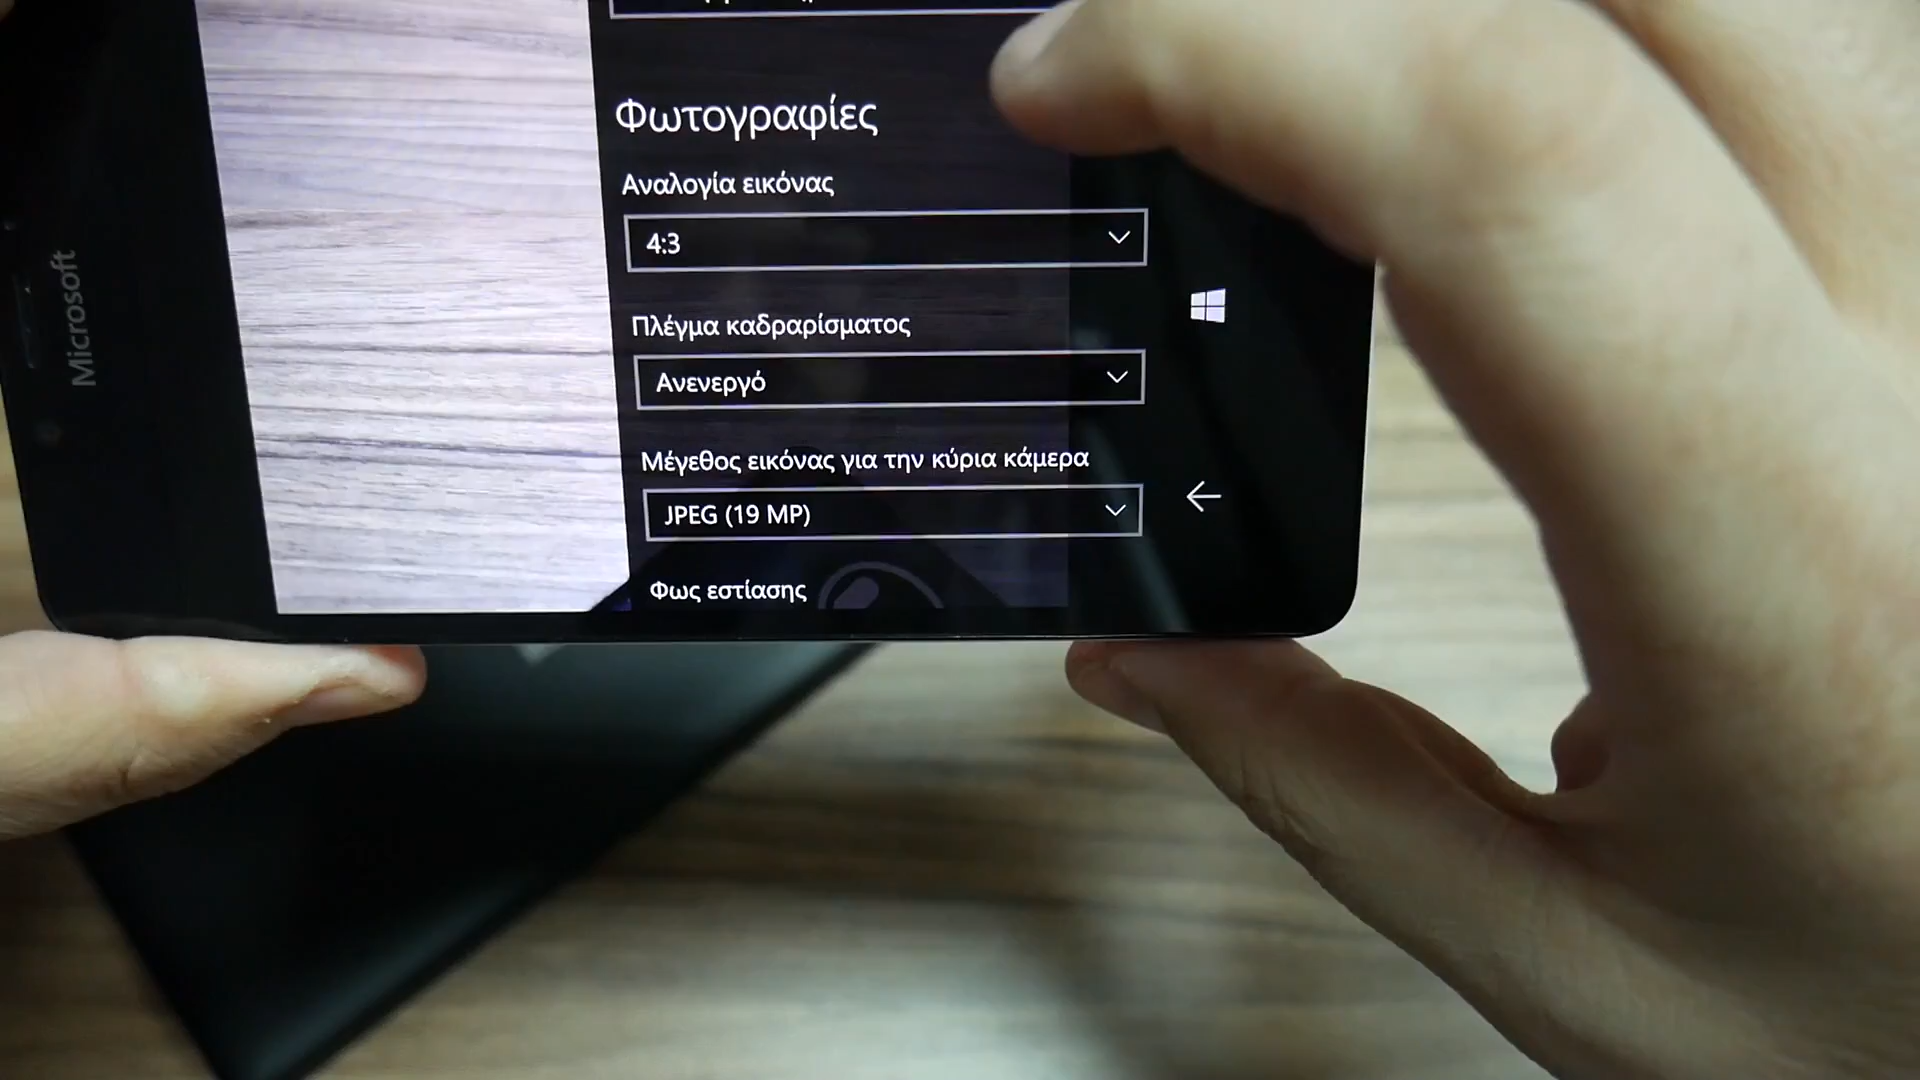 Microsoft
Φωτογραφίες
Αναλογία εικόνας
4:3
Πλέγμα καδραρίσματος
Ανενεργό
Μέγεθος εικόνας για την κύρια κάμερα
JPEG (19 MP)
Φως εστίασης